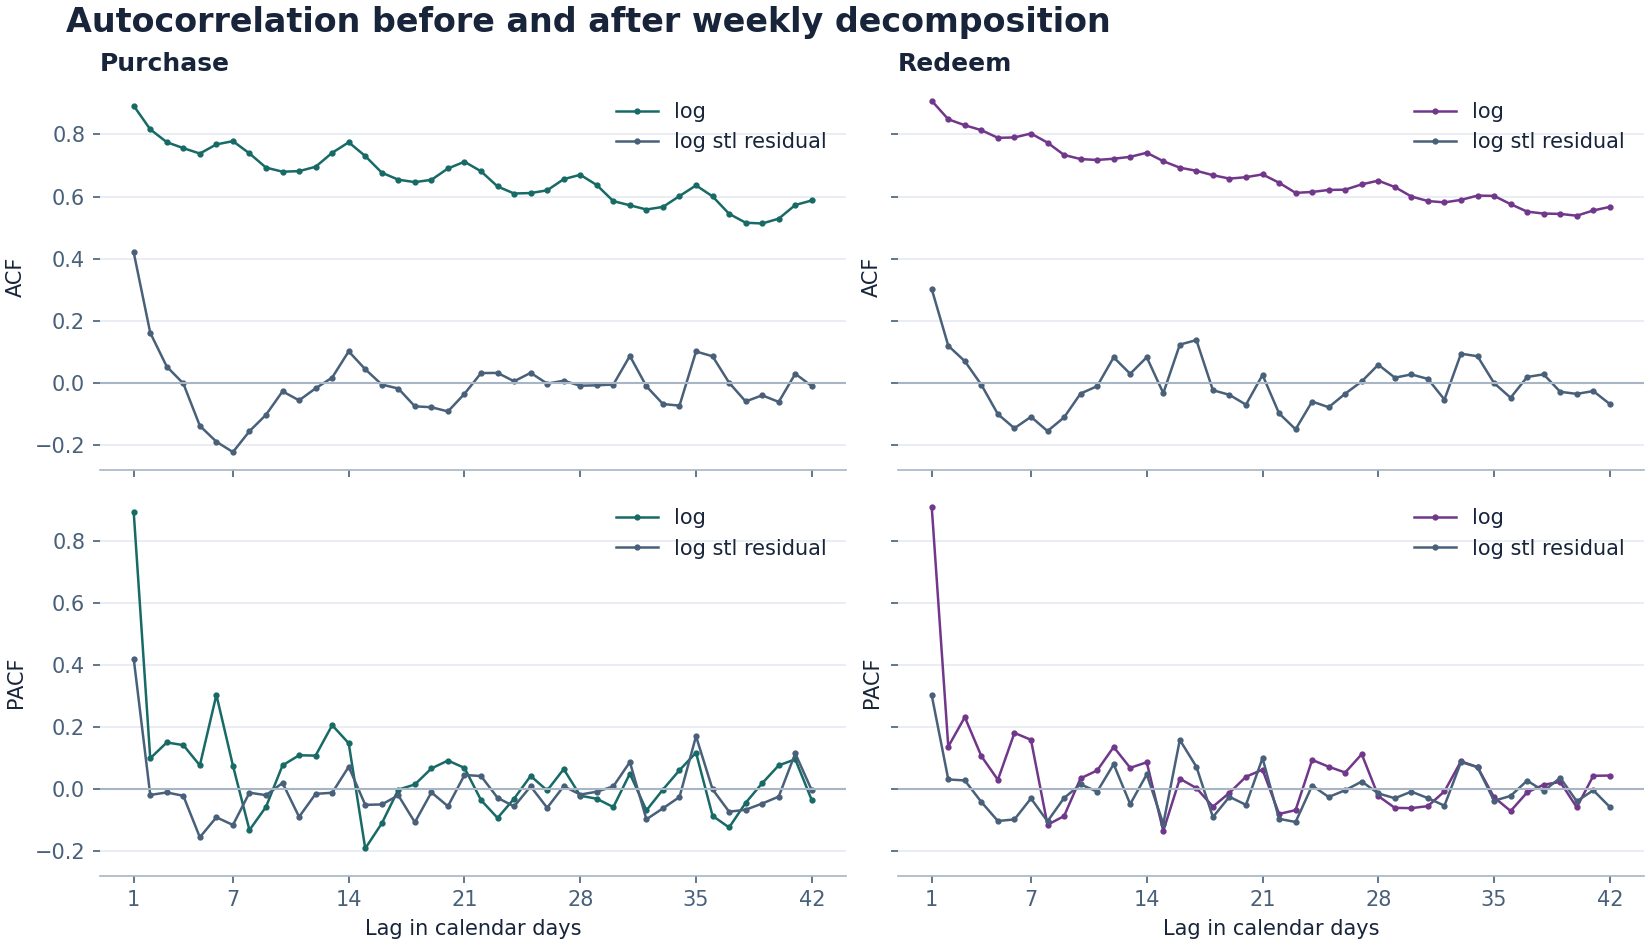 Autocorrelation before and after weekly decomposition
Purchase
Redeem
log
log stl residual
log
log stl residual
0.8
0.6
0.4
0.2
0.0
−0.2
ACF
ACF
log
log stl residual
log
log stl residual
0.8
0.6
0.4
0.2
0.0
−0.2
PACF
PACF
1 7 14 21 28 35 42
1 7 14 21 28 35 42
Lag in calendar days
Lag in calendar days